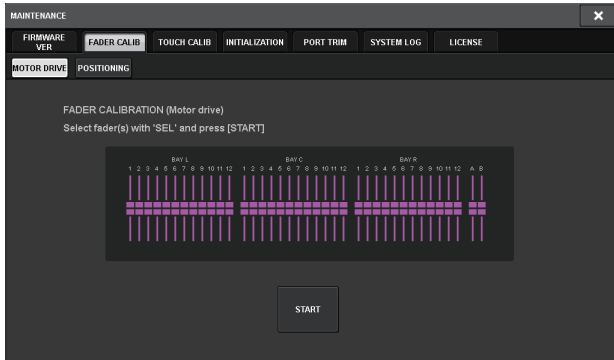 MAINTENANCE
FIRMWARE VER FADER CALIB TOUCH CALIB INITIALIZATION PORT TRIM SYSTEM LOG LICENSE
MOTOR DRIVE POSITIONING
FADER CALIBRATION (Motor drive)
Select fader(s) with 'SEL' and press [START]
BAY L BAY C BAY R
1 2 3 4 5 6 7 8 9 10 11 12 1 2 3 4 5 6 7 8 9 10 11 12 1 2 3 4 5 6 7 8 9 10 11 12 A B
START